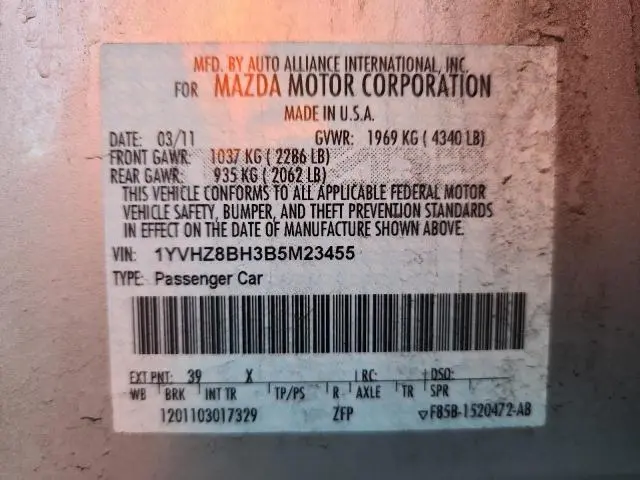 MFD. BY AUTO ALLIANCE INTERNATIONAL, INC.
FOR MAZDA MOTOR CORPORATION
MADE IN U.S.A.
DATE: 03/11 GVWR: 1969 KG ( 4340 LB)
FRONT GAWR: 1037 KG ( 2286 LB)
REAR GAWR: 935 KG ( 2062 LB)
THIS VEHICLE CONFORMS TO ALL APPLICABLE FEDERAL MOTOR
VEHICLE SAFETY, BUMPER, AND THEFT PREVENTION STANDARDS
IN EFFECT ON THE DATE OF MANUFACTURE SHOWN ABOVE.
VIN: 1YVHZ8BH3B5M23455
TYPE: Passenger Car
EXT PNT: 39 X RC: DSO:
WB BRK INT TR TP/PS R AXLE TR SPR
1201103017329 ZFP ▽F85B-1520472-AB